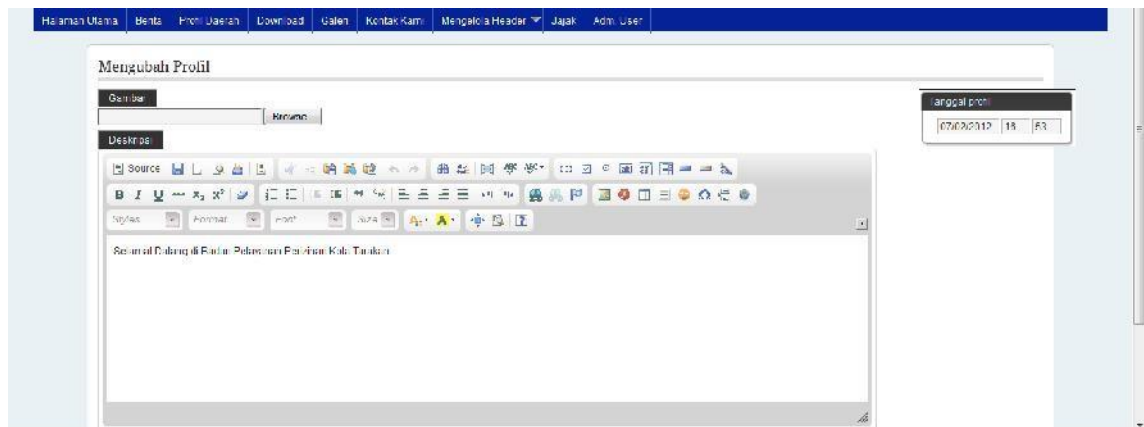 Halaman Utama Berita Profil Daerah Download Galeri Kontak Kami Mengelola Header Jajak Adm. User
Mengubah Profil
Gambar
Browse...
Tanggal profil
07/02/2012 16 53
Deskripsi
Source
Styles Format Font Size
Selamat Datang di Badan Pelayanan Perizinan Kota Tarakan